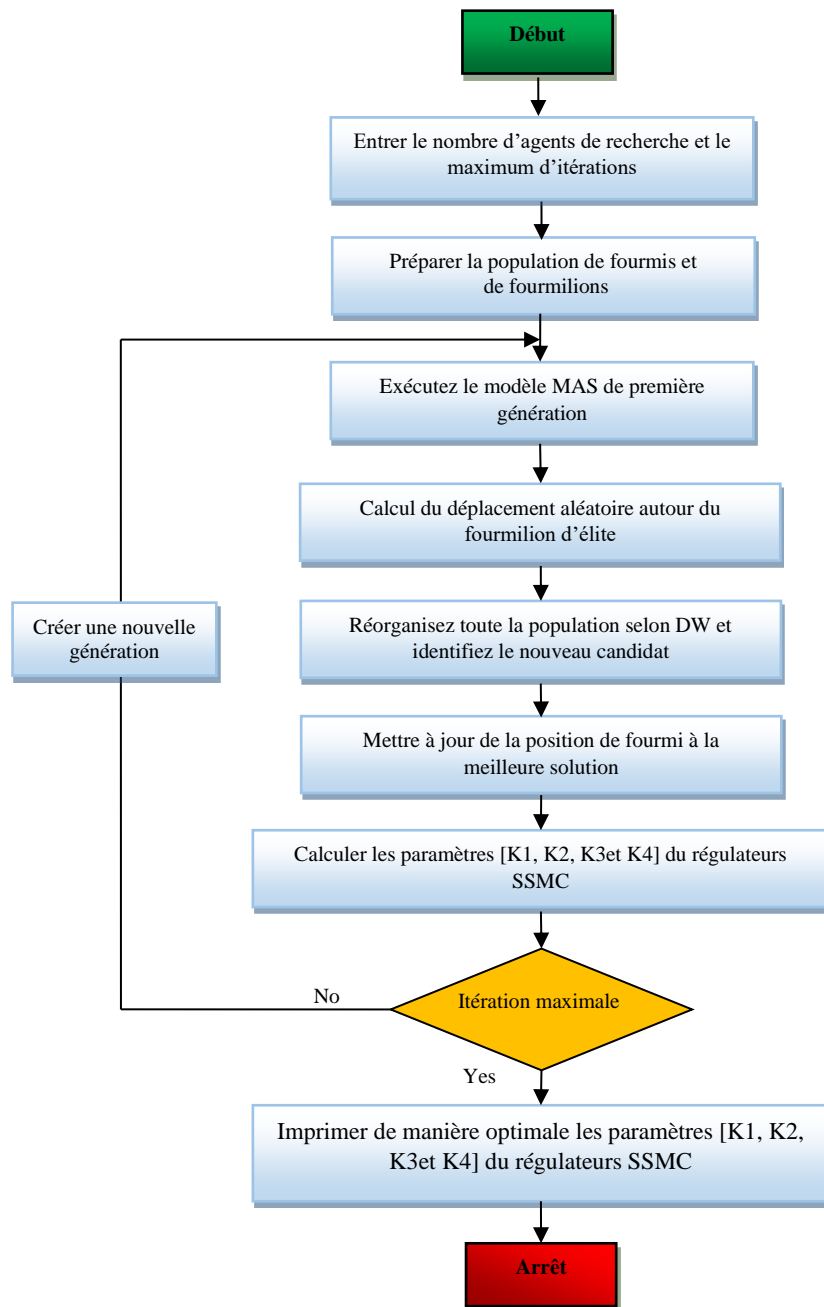 Début
Entrer le nombre d’agents de recherche et le
maximum d’itérations
Préparer la population de fourmis et
de fourmilions
Exécutez le modèle MAS de première
génération
Calcul du déplacement aléatoire autour du
fourmilion d’élite
Créer une nouvelle
génération
Réorganisez toute la population selon DW et
identifiez le nouveau candidat
Mettre à jour de la position de fourmi à la
meilleure solution
Calculer les paramètres [K1, K2, K3et K4] du régulateurs
SSMC
No
Itération maximale
Yes
Imprimer de manière optimale les paramètres [K1, K2,
K3et K4] du régulateurs SSMC
Arrêt